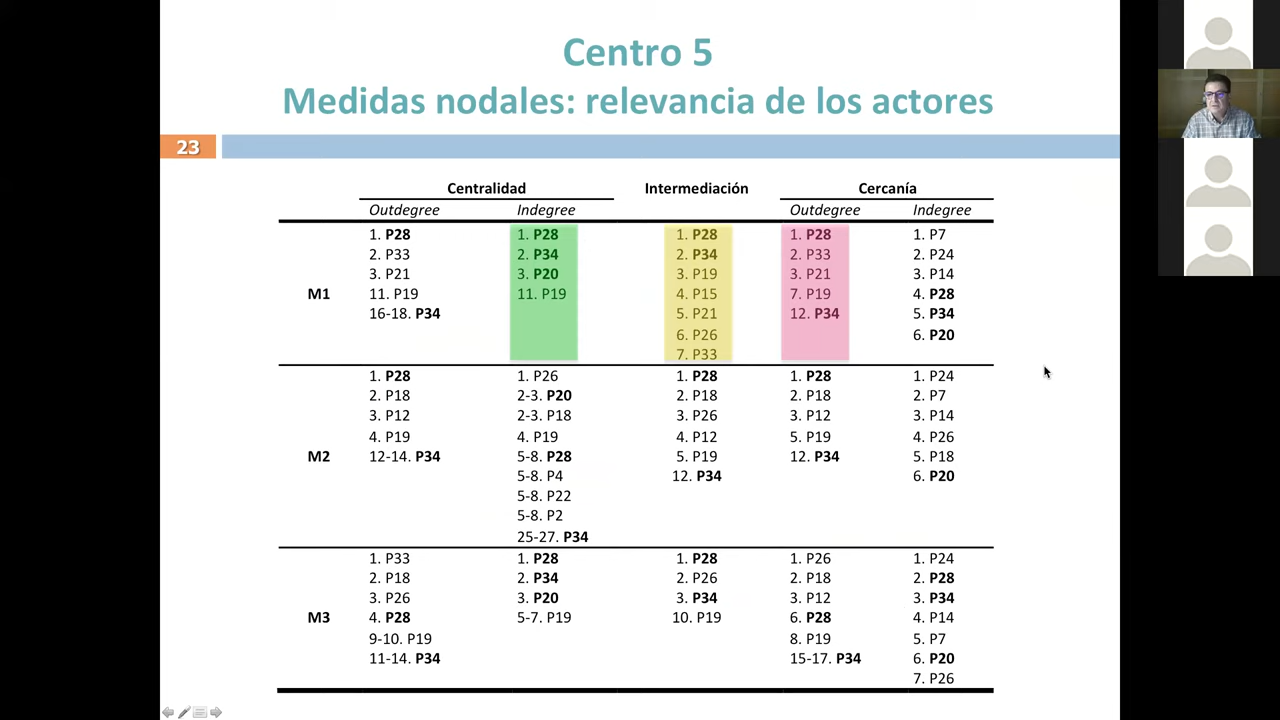 Centro 5
Medidas nodales: relevancia de los actores
23
Centralidad Intermediación Cercanía
Outdegree Indegree Outdegree Indegree
M1
1. P28
2. P33
3. P21
11. P19
16-18. P34
1. P28
2. P34
3. P20
11. P19
1. P28
2. P34
3. P19
4. P15
5. P21
6. P26
7. P33
1. P28
2. P33
3. P21
7. P19
12. P34
1. P7
2. P24
3. P14
4. P28
5. P34
6. P20
M2
1. P28
2. P18
3. P12
4. P19
12-14. P34
1. P26
2-3. P20
2-3. P18
4. P19
5-8. P28
5-8. P4
5-8. P22
5-8. P2
25-27. P34
1. P28
2. P18
3. P26
4. P12
5. P19
12. P34
1. P28
2. P18
3. P12
5. P19
12. P34
1. P24
2. P7
3. P14
4. P26
5. P18
6. P20
M3
1. P33
2. P18
3. P26
4. P28
9-10. P19
11-14. P34
1. P28
2. P34
3. P20
5-7. P19
1. P28
2. P26
3. P34
10. P19
1. P26
2. P18
3. P12
6. P28
8. P19
15-17. P34
1. P24
2. P28
3. P34
4. P14
5. P7
6. P20
7. P26